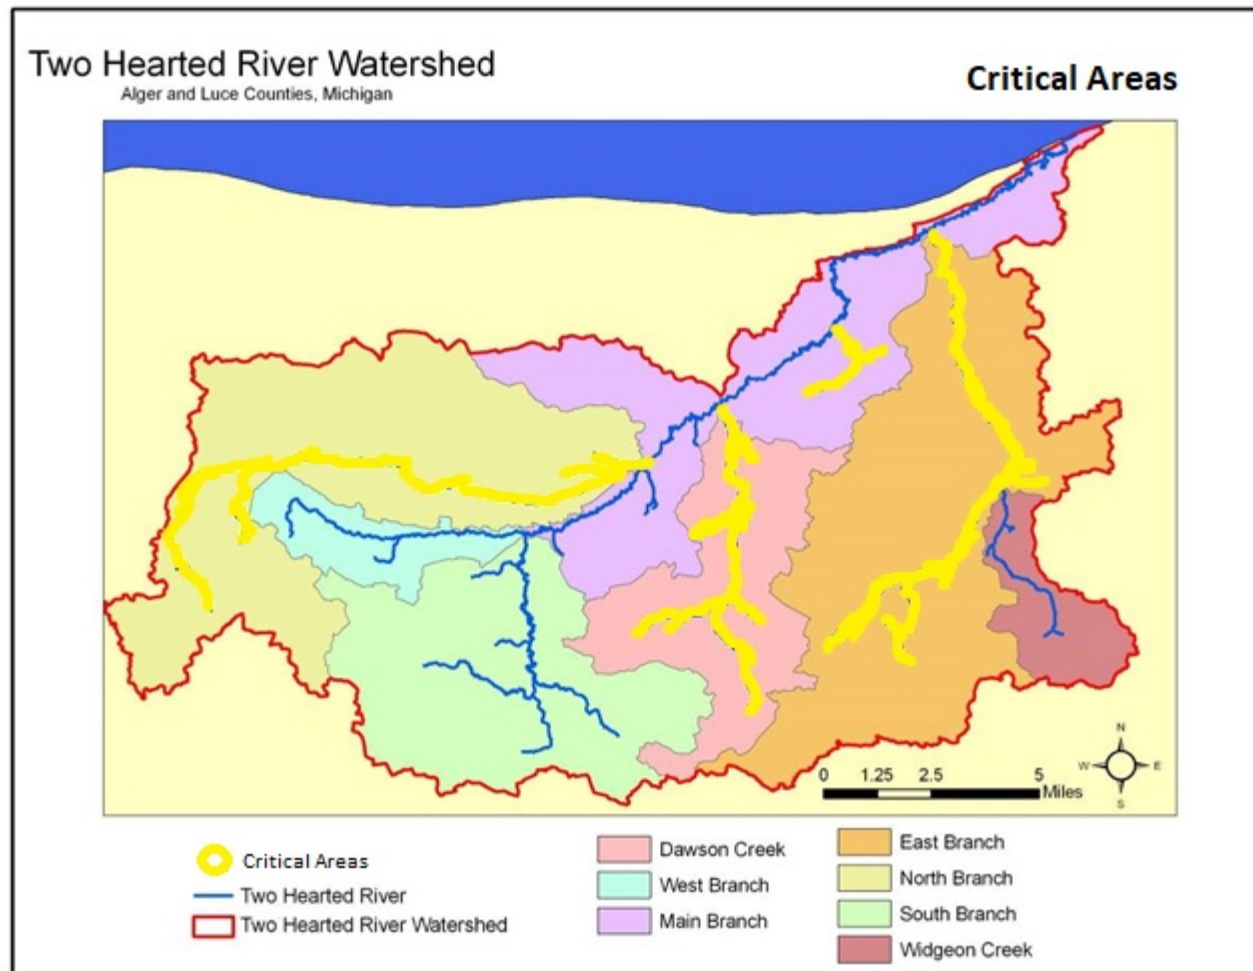 Two Hearted River Watershed
Alger and Luce Counties, Michigan
Critical Areas
N
W E
S
0 1.25 2.5 5
Miles
Critical Areas
Two Hearted River
Two Hearted River Watershed
Dawson Creek
West Branch
Main Branch
East Branch
North Branch
South Branch
Widgeon Creek